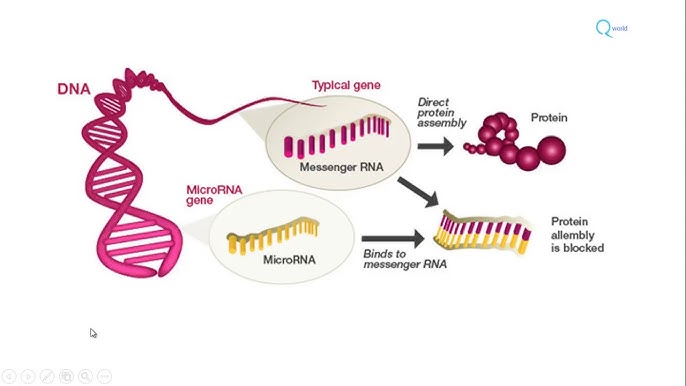 Q world
DNA
Typical gene
Direct
protein
assembly
Protein
Messenger RNA
MicroRNA
gene
MicroRNA
Binds to
messenger RNA
Protein
allembly
is blocked